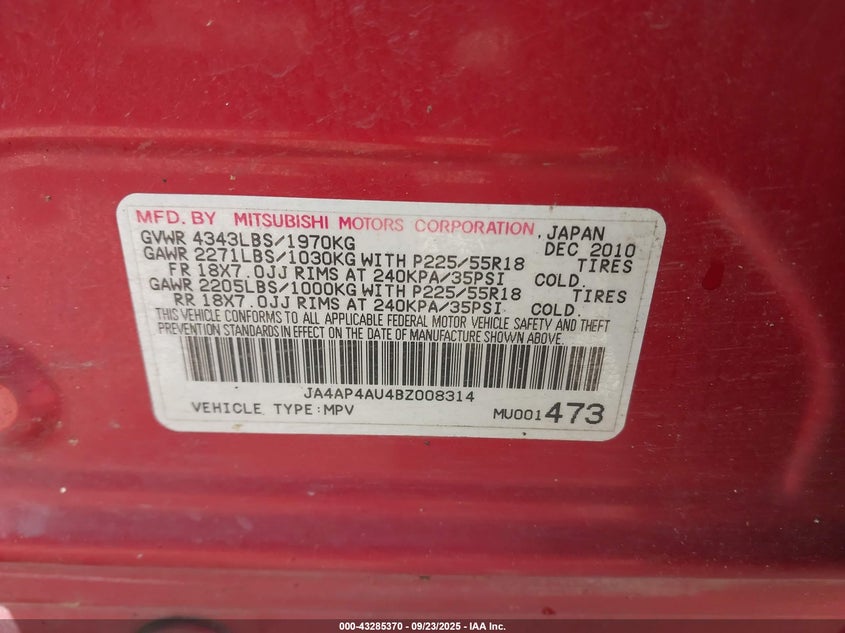 MFD. BY MITSUBISHI MOTORS CORPORATION, JAPAN
GVWR 4343LBS/1970KG DEC 2010
GAWR 2271LBS/1030KG WITH P225/55R18 TIRES
FR 18X7.0JJ RIMS AT 240KPA/35PSI COLD.
GAWR 2205LBS/1000KG WITH P225/55R18 TIRES
RR 18X7.0JJ RIMS AT 240KPA/35PSI COLD.
THIS VEHICLE CONFORMS TO ALL APPLICABLE FEDERAL MOTOR VEHICLE SAFETY AND THEFT
PREVENTION STANDARDS IN EFFECT ON THE DATE OF MANUFACTURE SHOWN ABOVE.
JA4AP4AU4BZ008314
VEHICLE TYPE:MPV MU001473
000-43285370 - 09/23/2025 - IAA Inc.